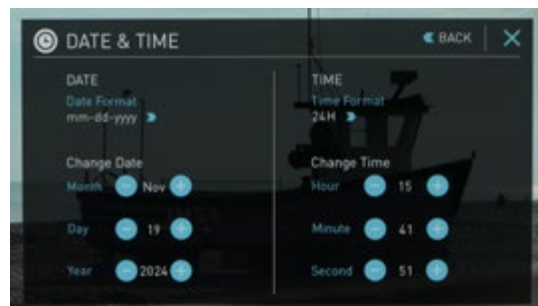 DATE & TIME
BACK
DATE
Date Format
mm-dd-yyyy
Change Date
Month Nov
Day 19
Year 2024
TIME
Time Format
24H
Change Time
Hour 15
Minute 41
Second 51